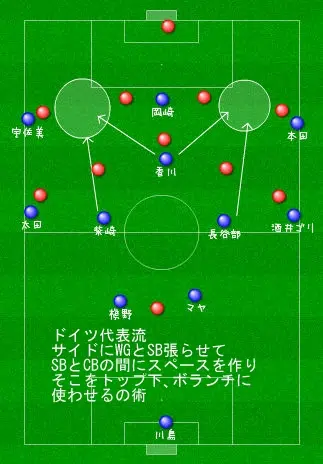 岡崎
宇佐美
本田
香川
太田
柴崎
長谷部
酒井ゴリ
槙野
マヤ
ドイツ代表流
サイドにWGとSB張らせて
SBとCBの間にスペースを作り
そこをトップ下、ボランチに
使わせるの術
川島